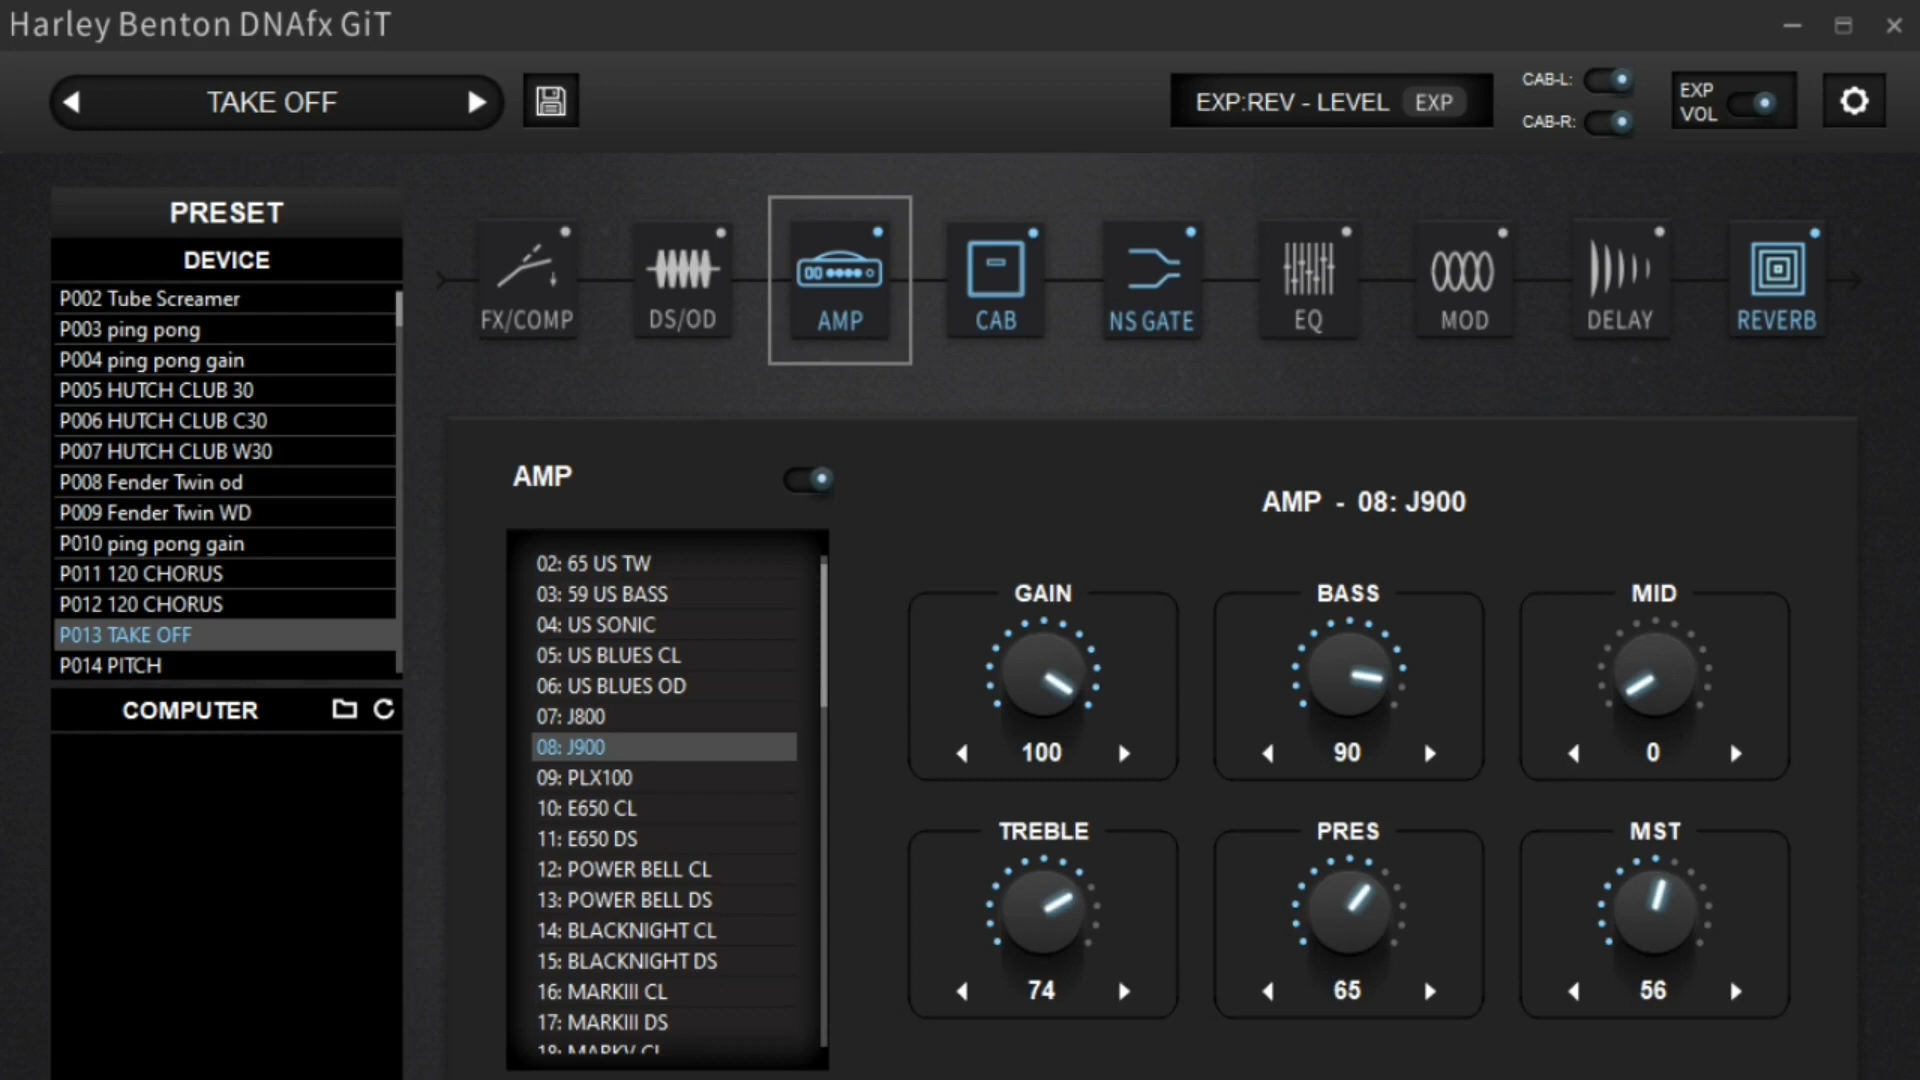 Harley Benton DNAfx GiT
TAKE OFF
EXP:REV - LEVEL EXP
CAB-L:
CAB-R:
EXP
VOL
PRESET
DEVICE
P002 Tube Screamer
P003 ping pong
P004 ping pong gain
P005 HUTCH CLUB 30
P006 HUTCH CLUB C30
P007 HUTCH CLUB W30
P008 Fender Twin od
P009 Fender Twin WD
P010 ping pong gain
P011 120 CHORUS
P012 120 CHORUS
P013 TAKE OFF
P014 PITCH
COMPUTER
FX/COMP
DS/OD
AMP
CAB
NS GATE
EQ
MOD
DELAY
REVERB
AMP
02: 65 US TW
03: 59 US BASS
04: US SONIC
05: US BLUES CL
06: US BLUES OD
07: J800
08: J900
09: PLX100
10: E650 CL
11: E650 DS
12: POWER BELL CL
13: POWER BELL DS
14: BLACKNIGHT CL
15: BLACKNIGHT DS
16: MARKIII CL
17: MARKIII DS
18: MARKV CL
AMP - 08: J900
GAIN
100
BASS
90
MID
0
TREBLE
74
PRES
65
MST
56